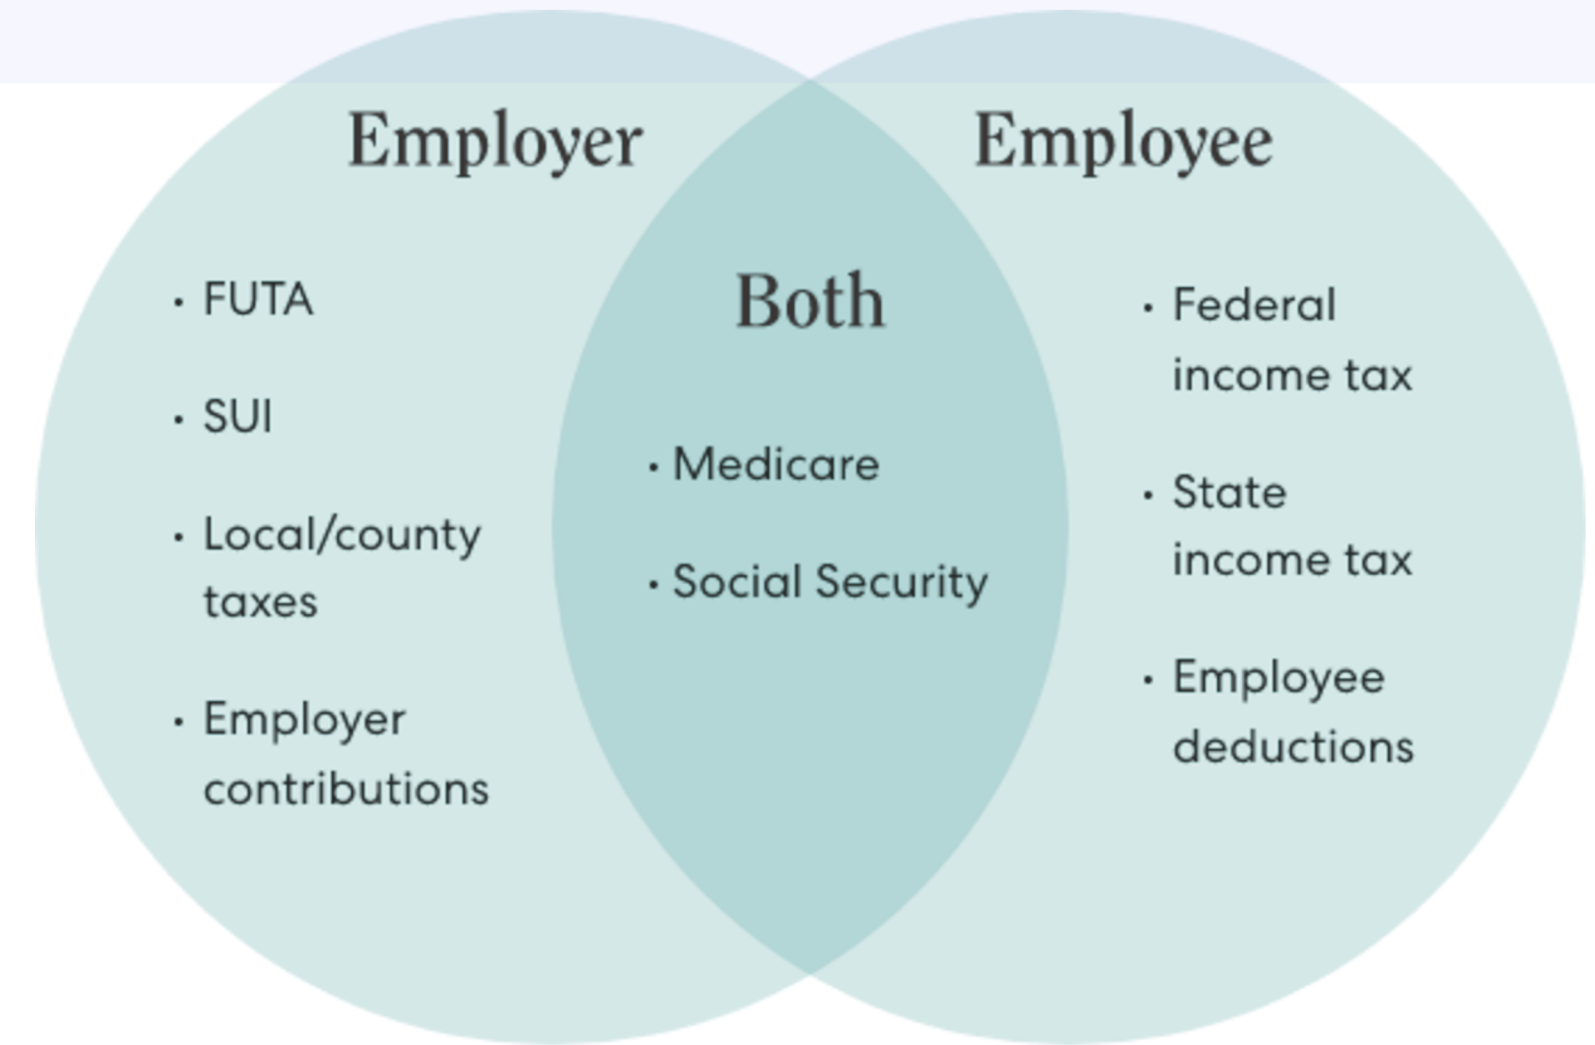 Employer
· FUTA
· SUI
· Local/county
taxes
· Employer
contributions
Both
· Medicare
· Social Security
Employee
· Federal
income tax
· State
income tax
· Employee
deductions